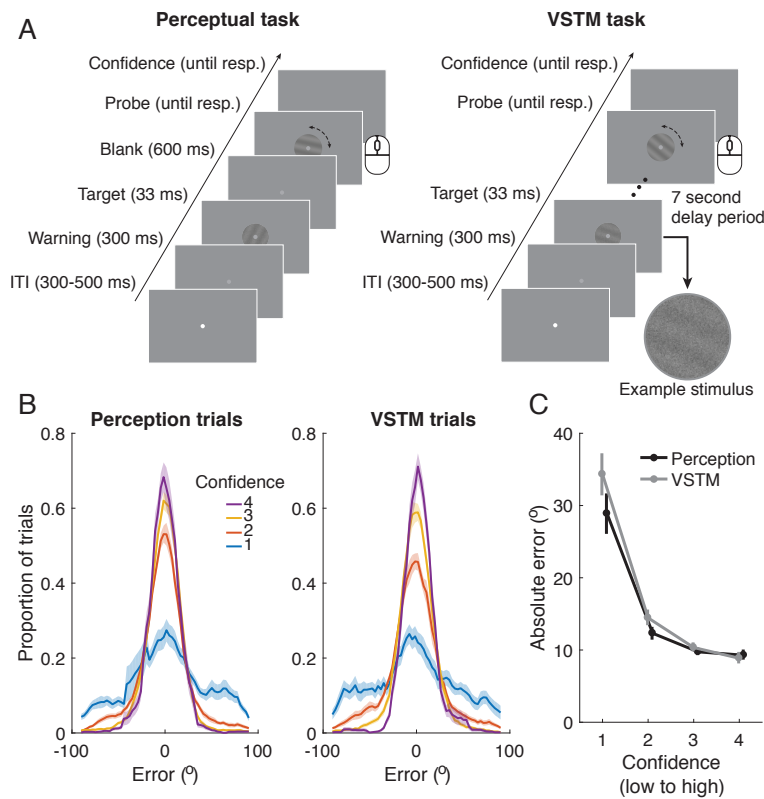 A
Perceptual task
VSTM task
Confidence (until resp.)
Probe (until resp.)
Blank (600 ms)
Target (33 ms)
Warning (300 ms)
ITI (300-500 ms)
Confidence (until resp.)
Probe (until resp.)
Target (33 ms)
Warning (300 ms)
ITI (300-500 ms)
7 second
delay period
Example stimulus
B
Perception trials
VSTM trials
Proportion of trials
0.8
0.6
0.4
0.2
0
-100
0
100
Error (º)
Confidence
4
3
2
1
0.8
0.6
0.4
0.2
0
-100
0
100
Error (º)
C
Absolute error (º)
40
30
20
10
0
Perception
VSTM
1
2
3
4
Confidence
(low to high)